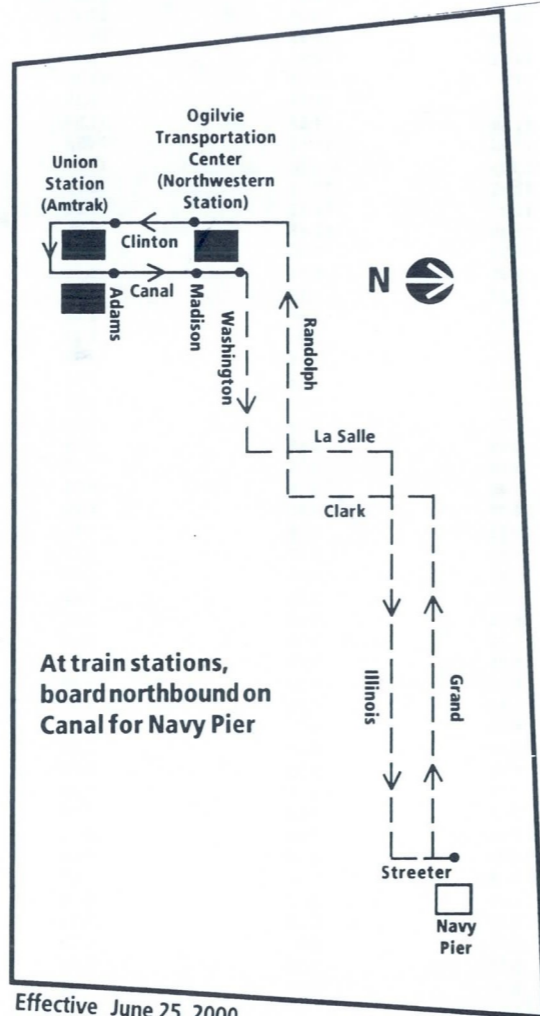 Ogilvie
Transportation
Center
(Northwestern
Station)
Union
Station
(Amtrak)
Clinton
Canal
Adams
Madison
Washington
Randolph
N
La Salle
Clark
At train stations,
board northbound on
Canal for Navy Pier
Illinois
Grand
Streeter
Navy
Pier
Effective June 25, 2000